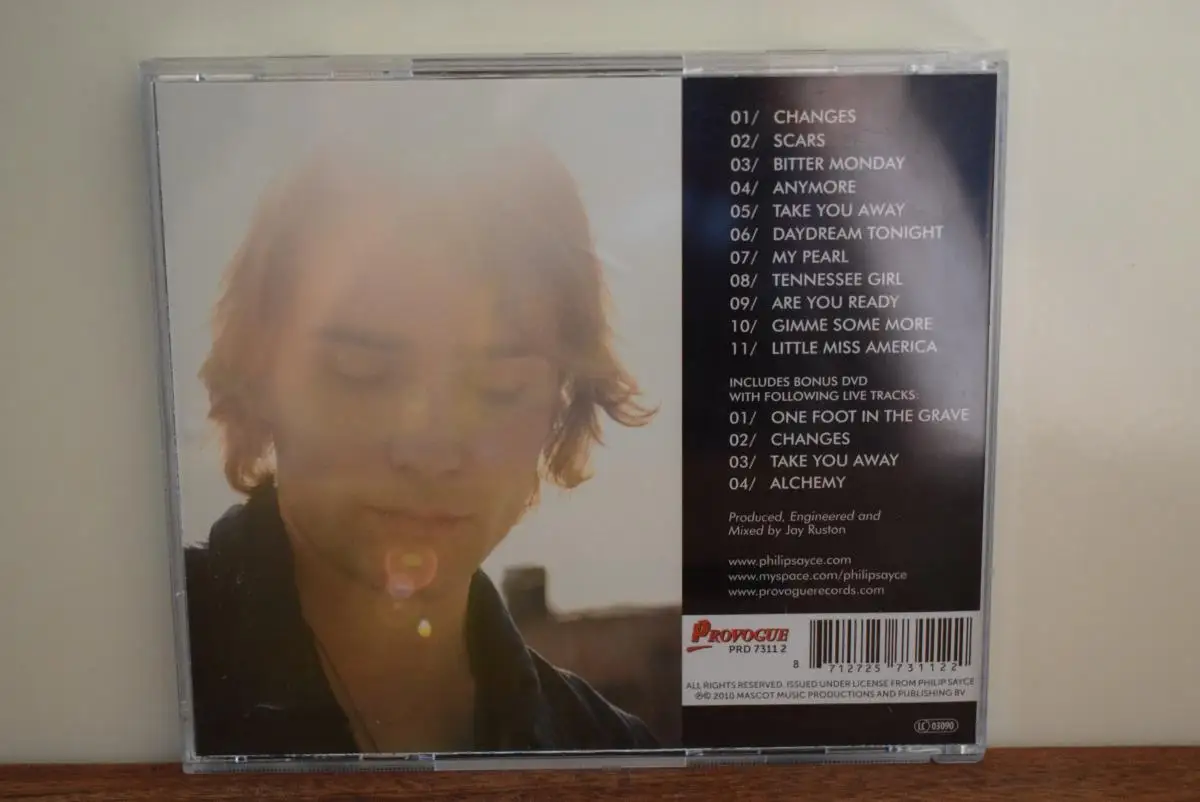 01/ CHANGES
02/ SCARS
03/ BITTER MONDAY
04/ ANYMORE
05/ TAKE YOU AWAY
06/ DAYDREAM TONIGHT
07/ MY PEARL
08/ TENNESSEE GIRL
09/ ARE YOU READY
10/ GIMME SOME MORE
11/ LITTLE MISS AMERICA
INCLUDES BONUS DVD
WITH FOLLOWING LIVE TRACKS:
01/ ONE FOOT IN THE GRAVE
02/ CHANGES
03/ TAKE YOU AWAY
04/ ALCHEMY
Produced, Engineered and
Mixed by Jay Ruston
www.philipsayce.com
www.myspace.com/philipsayce
www.provoguerecords.com
PROVOGUE
PRD 7311 2
8 712725 731122
ALL RIGHTS RESERVED. ISSUED UNDER LICENSE FROM PHILIP SAYCE
℗© 2010 MASCOT MUSIC PRODUCTIONS AND PUBLISHING BV
LC 05090